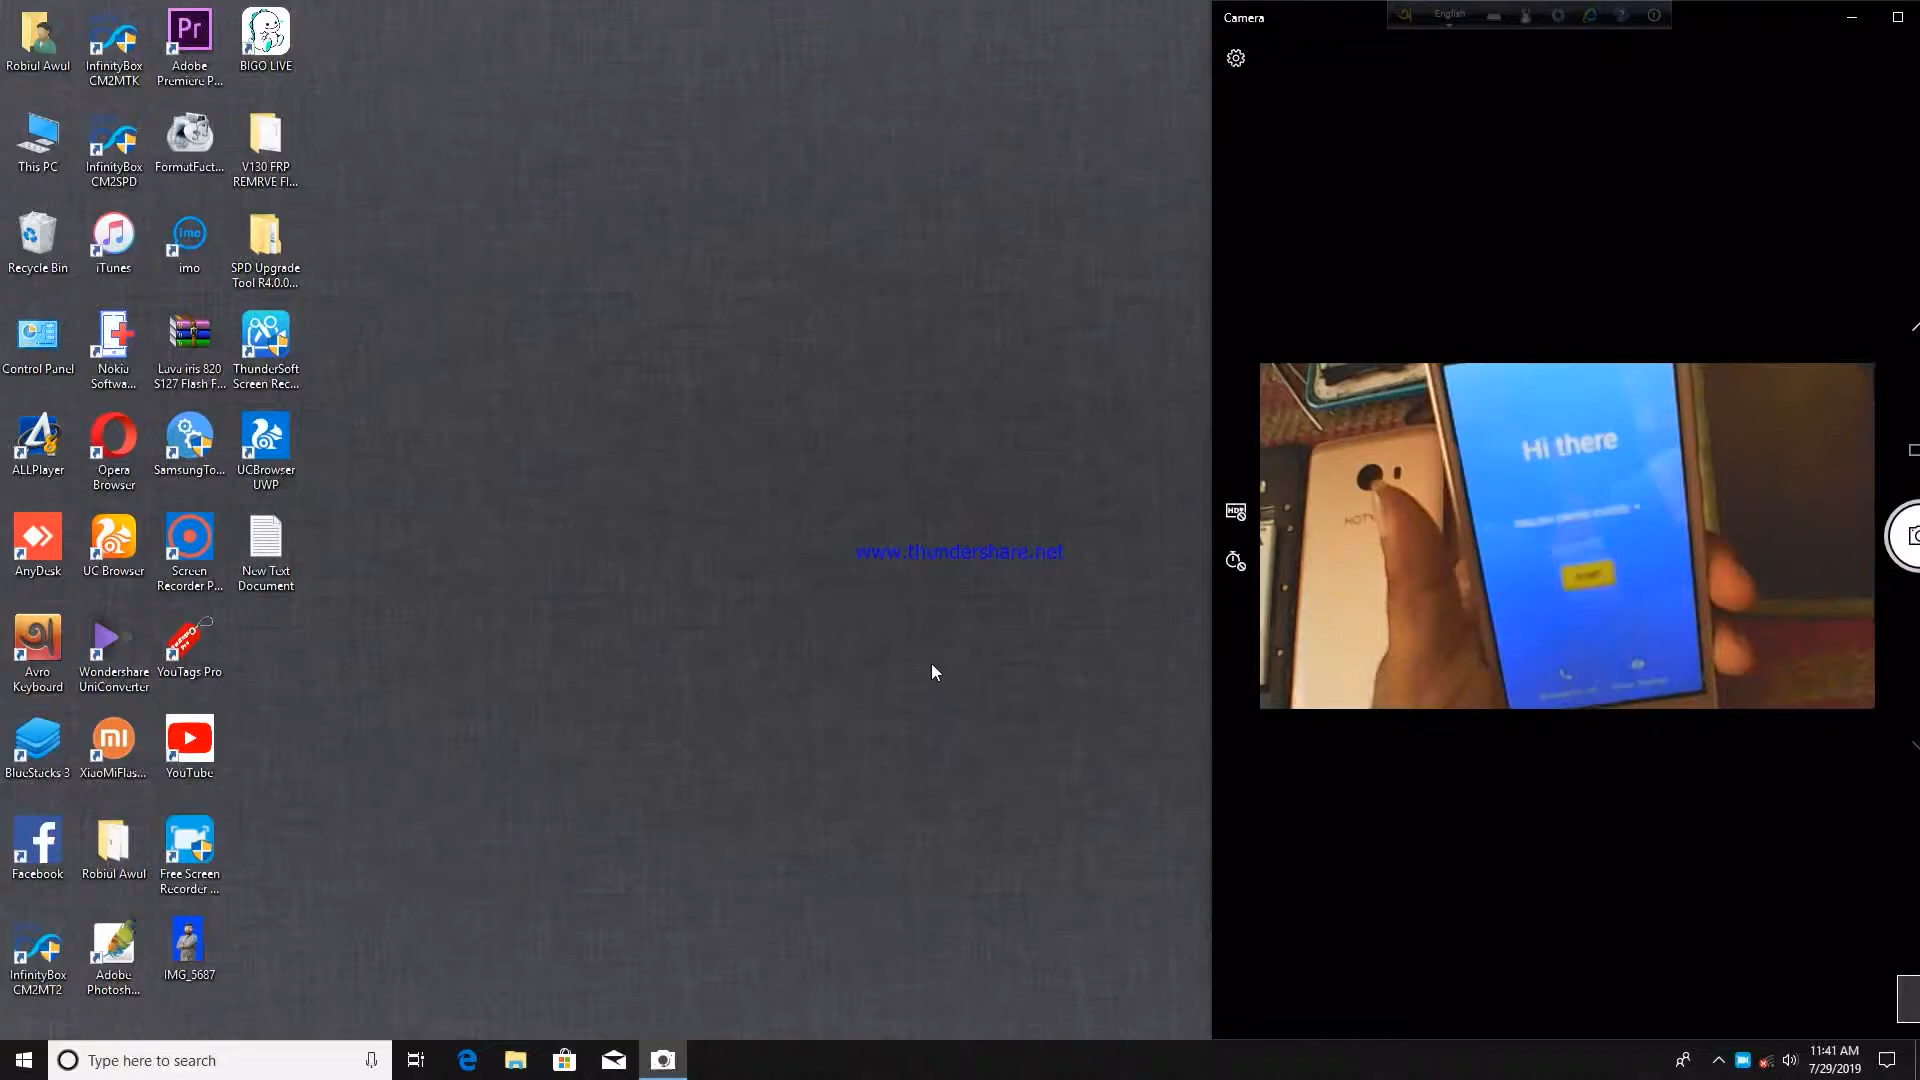 Robiul Awul
InfinityBox
CM2MTK
Adobe
Premiere P...
BIGO LIVE
This PC
InfinityBox
CM2SPD
FormatFact...
V130 FRP
REMRVE FI...
Recycle Bin
iTunes
imo
SPD Upgrade
Tool R4.0.0...
Control Panel
Nokia
Softwa...
Lava iris 820
S127 Flash F...
ThunderSoft
Screen Rec...
ALLPlayer
Opera
Browser
SamsungTo...
UCBrowser
UWP
AnyDesk
UC Browser
Screen
Recorder P...
New Text
Document
Avro
Keyboard
Wondershare
UniConverter
YouTags Pro
BlueStacks 3
XiaoMiFlas...
YouTube
Facebook
Robiul Awul
Free Screen
Recorder ...
InfinityBox
CM2MT2
Adobe
Photosh...
IMG_5687
www.thundershare.net
Camera
English
Hi there
Type here to search
11:41 AM
7/29/2019